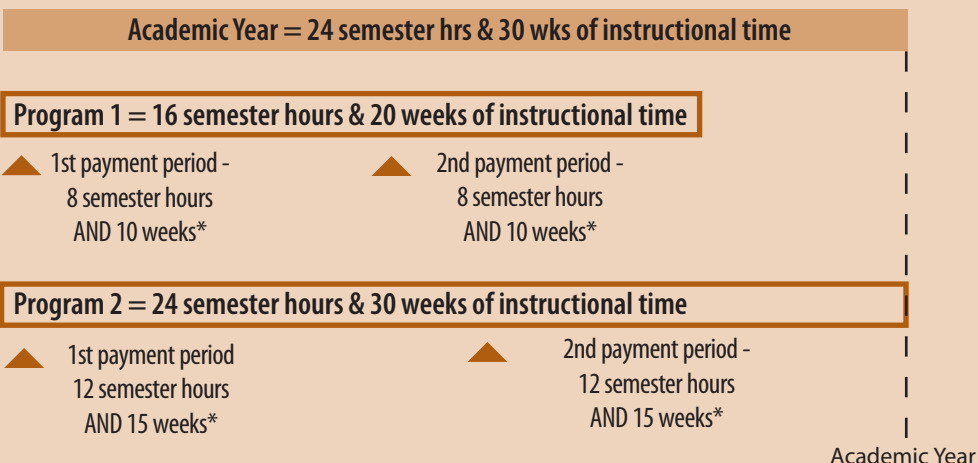 Academic Year = 24 semester hrs & 30 wks of instructional time
Program 1 = 16 semester hours & 20 weeks of instructional time
1st payment period -
8 semester hours
AND 10 weeks*
2nd payment period -
8 semester hours
AND 10 weeks*
Program 2 = 24 semester hours & 30 weeks of instructional time
1st payment period
12 semester hours
AND 15 weeks*
2nd payment period -
12 semester hours
AND 15 weeks*
Academic Year